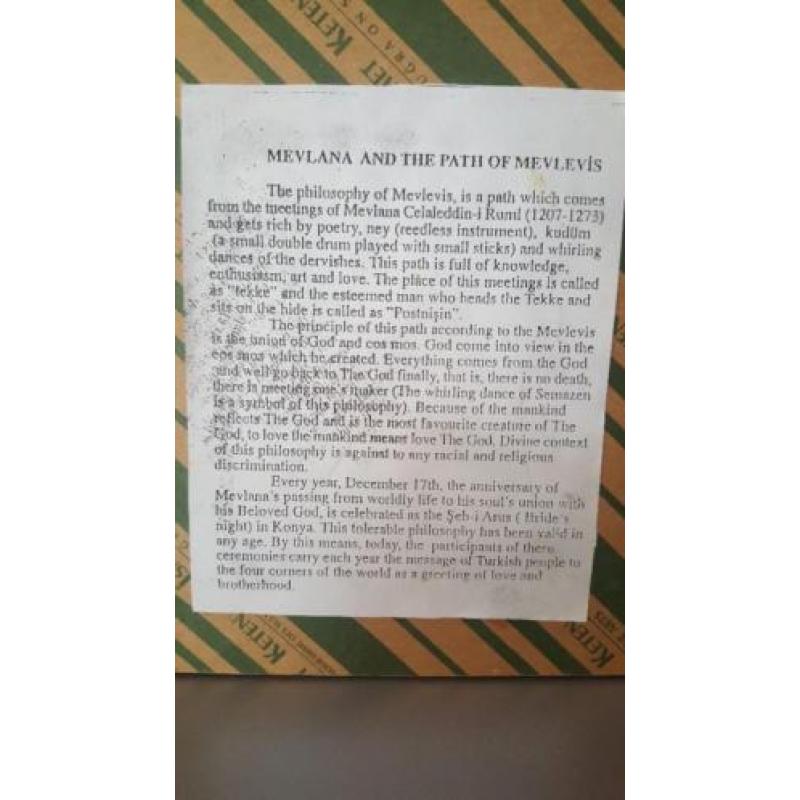 MET KETEN
UGRA ON S
MEVLANA AND THE PATH OF MEVLEVİS
The philosophy of Mevlevis, is a path which comes
from the meetings of Mevlana Celaleddin-i Rumi (1207-1273)
and gets rich by poetry, ney (reedless instrument), kudüm
(a small double drum played with small sticks) and whirling
dances of the dervishes. This path is full of knowledge,
enthusiasm, art and love. The place of this meetings is called
as "tekke" and the esteemed man who heads the Tekke and
sits on the hide is called as "Postnişin".
The principle of this path according to the Mevlevis
is the union of God and cos mos. God come into view in the
cos mos which he created. Everything comes from the God
and well go back to The God finally, that is, there is no death,
there is meeting one's maker (The whirling dance of Semazen
is a symbol of this philosophy). Because of the mankind
reflects The God and is the most favourite creature of The
God, to love the mankind means love The God. Divine context
of this philosophy is against to any racial and religious
discrimination.
Every year, December 17th, the anniversary of
Mevlana's passing from worldly life to his soul's union with
his Beloved God, is celebrated as the Şeb-i Arus ( Bride's
night) in Konya. This tolerable philosophy has been valid in
any age. By this means, today, the participants of there
ceremonies carry each year the message of Turkish people to
the four corners of the world as a greeting of love and
brotherhood.
KETEN
KETEN